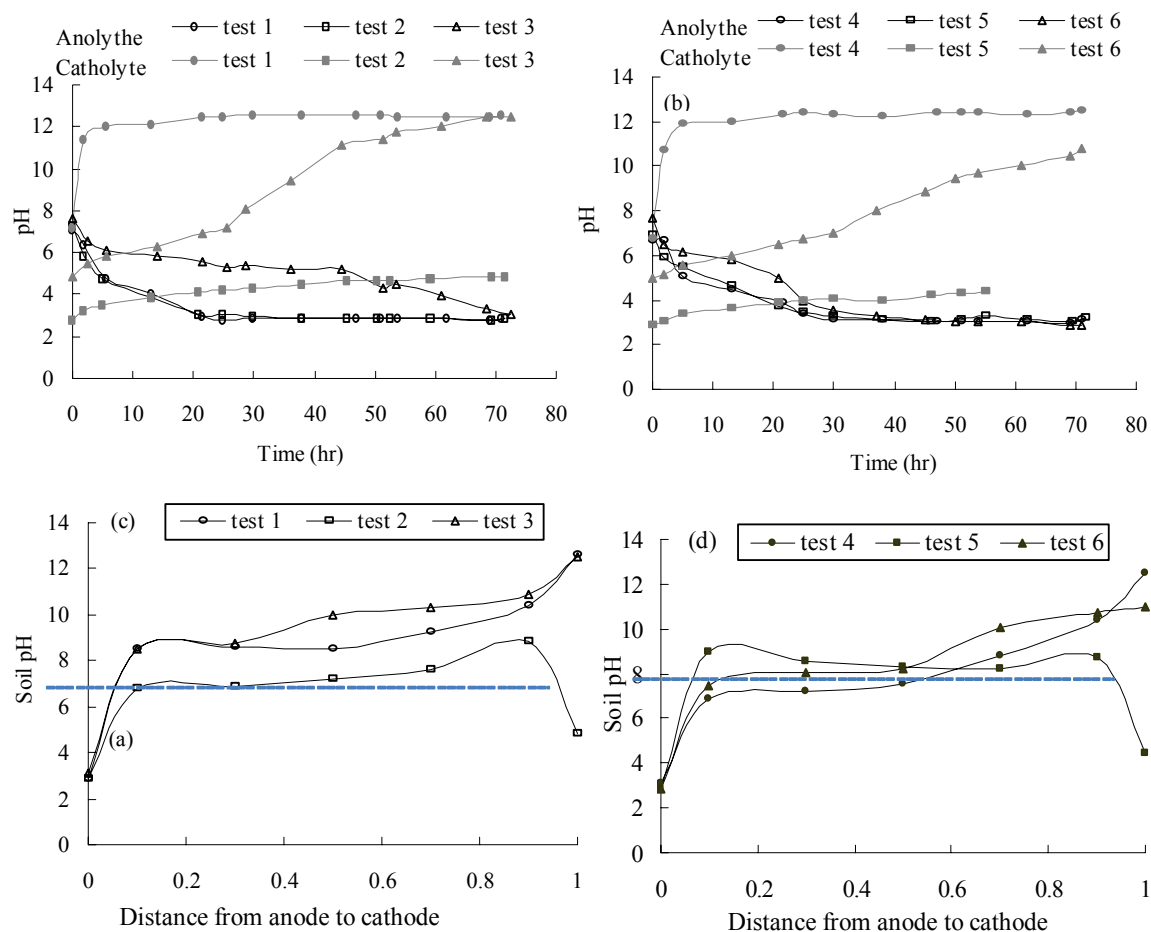 Anolythe test 1 test 2 test 3
Catholyte test 1 test 2 test 3
14
12
10
8
6
4
2
0
pH
0 10 20 30 40 50 60 70 80
Time (hr)
Anolythe test 4 test 5 test 6
Catholyte test 4 test 5 test 6
(b)
14
12
10
8
6
4
2
0
pH
0 10 20 30 40 50 60 70 80
Time (hr)
(c) test 1 test 2 test 3
14
12
10
8
6
4
2
0
Soil pH
(a)
0 0.2 0.4 0.6 0.8 1
Distance from anode to cathode
(d) test 4 test 5 test 6
14
12
10
8
6
4
2
0
Soil pH
0 0.2 0.4 0.6 0.8 1
Distance from anode to cathode